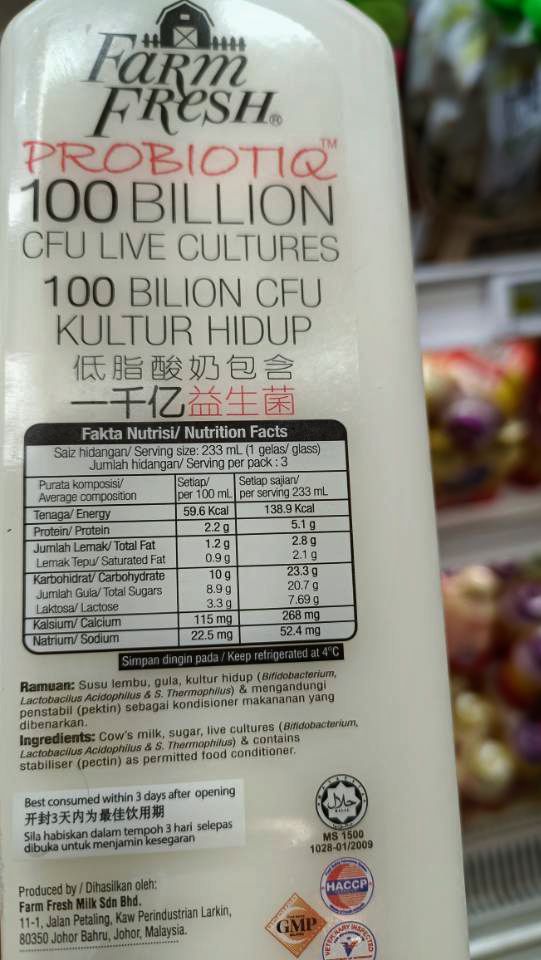 FARM
FRESH®
PROBIOTIQ™
100 BILLION
CFU LIVE CULTURES
100 BILION CFU
KULTUR HIDUP
低脂酸奶包含
一千亿益生菌
Fakta Nutrisi/ Nutrition Facts
Saiz hidangan/ Serving size: 233 mL (1 gelas/ glass)
Jumlah hidangan/ Serving per pack : 3
Purata komposisi/ Setiap/ Setiap sajian/
Average composition per 100 mL per serving 233 mL
Tenaga/ Energy 59.6 Kcal 138.9 Kcal
Protein/ Protein 2.2 g 5.1 g
Jumlah Lemak/ Total Fat 1.2 g 2.8 g
Lemak Tepu/ Saturated Fat 0.9 g 2.1 g
Karbohidrat/ Carbohydrate 10 g 23.3 g
Jumlah Gula/ Total Sugars 8.9 g 20.7 g
Laktosa/ Lactose 3.3 g 7.69 g
Kalsium/ Calcium 115 mg 268 mg
Natrium/ Sodium 22.5 mg 52.4 mg
Simpan dingin pada / Keep refrigerated at 4°C
Ramuan: Susu lembu, gula, kultur hidup (Bifidobacterium,
Lactobacilus Acidophilus & S. Thermophilus) & mengandungi
penstabil (pektin) sebagai kondisioner makananan yang
dibenarkan.
Ingredients: Cow's milk, sugar, live cultures (Bifidobacterium,
Lactobacilus Acidophilus & S. Thermophilus) & contains
stabiliser (pectin) as permitted food conditioner.
Best consumed within 3 days after opening
开封3天内为最佳饮用期
Sila habiskan dalam tempoh 3 hari selepas
dibuka untuk menjamin kesegaran
حلال
MS 1500
1028-01/2009
HACCP
GMP
VETERINARY INSPECTED
Produced by / Dihasilkan oleh:
Farm Fresh Milk Sdn Bhd.
11-1, Jalan Petaling, Kaw Perindustrian Larkin,
80350 Johor Bahru, Johor, Malaysia.